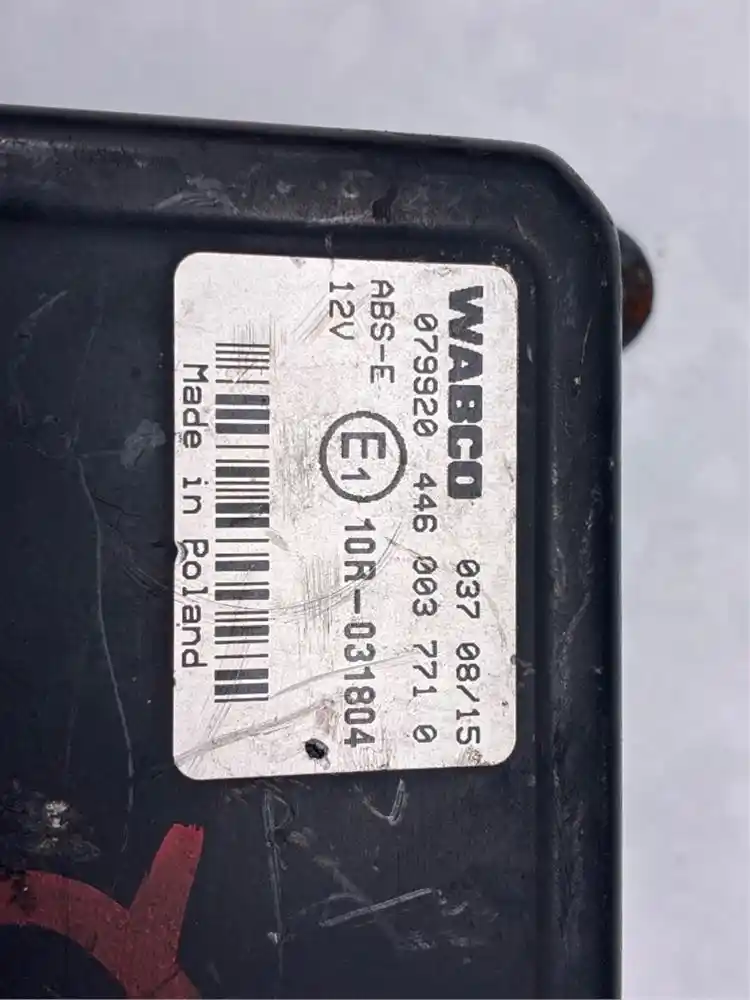 WABCO 037 08/15
079920 446 003 771 0
ABS-E
12V
E1 10R-031804
Made in Poland